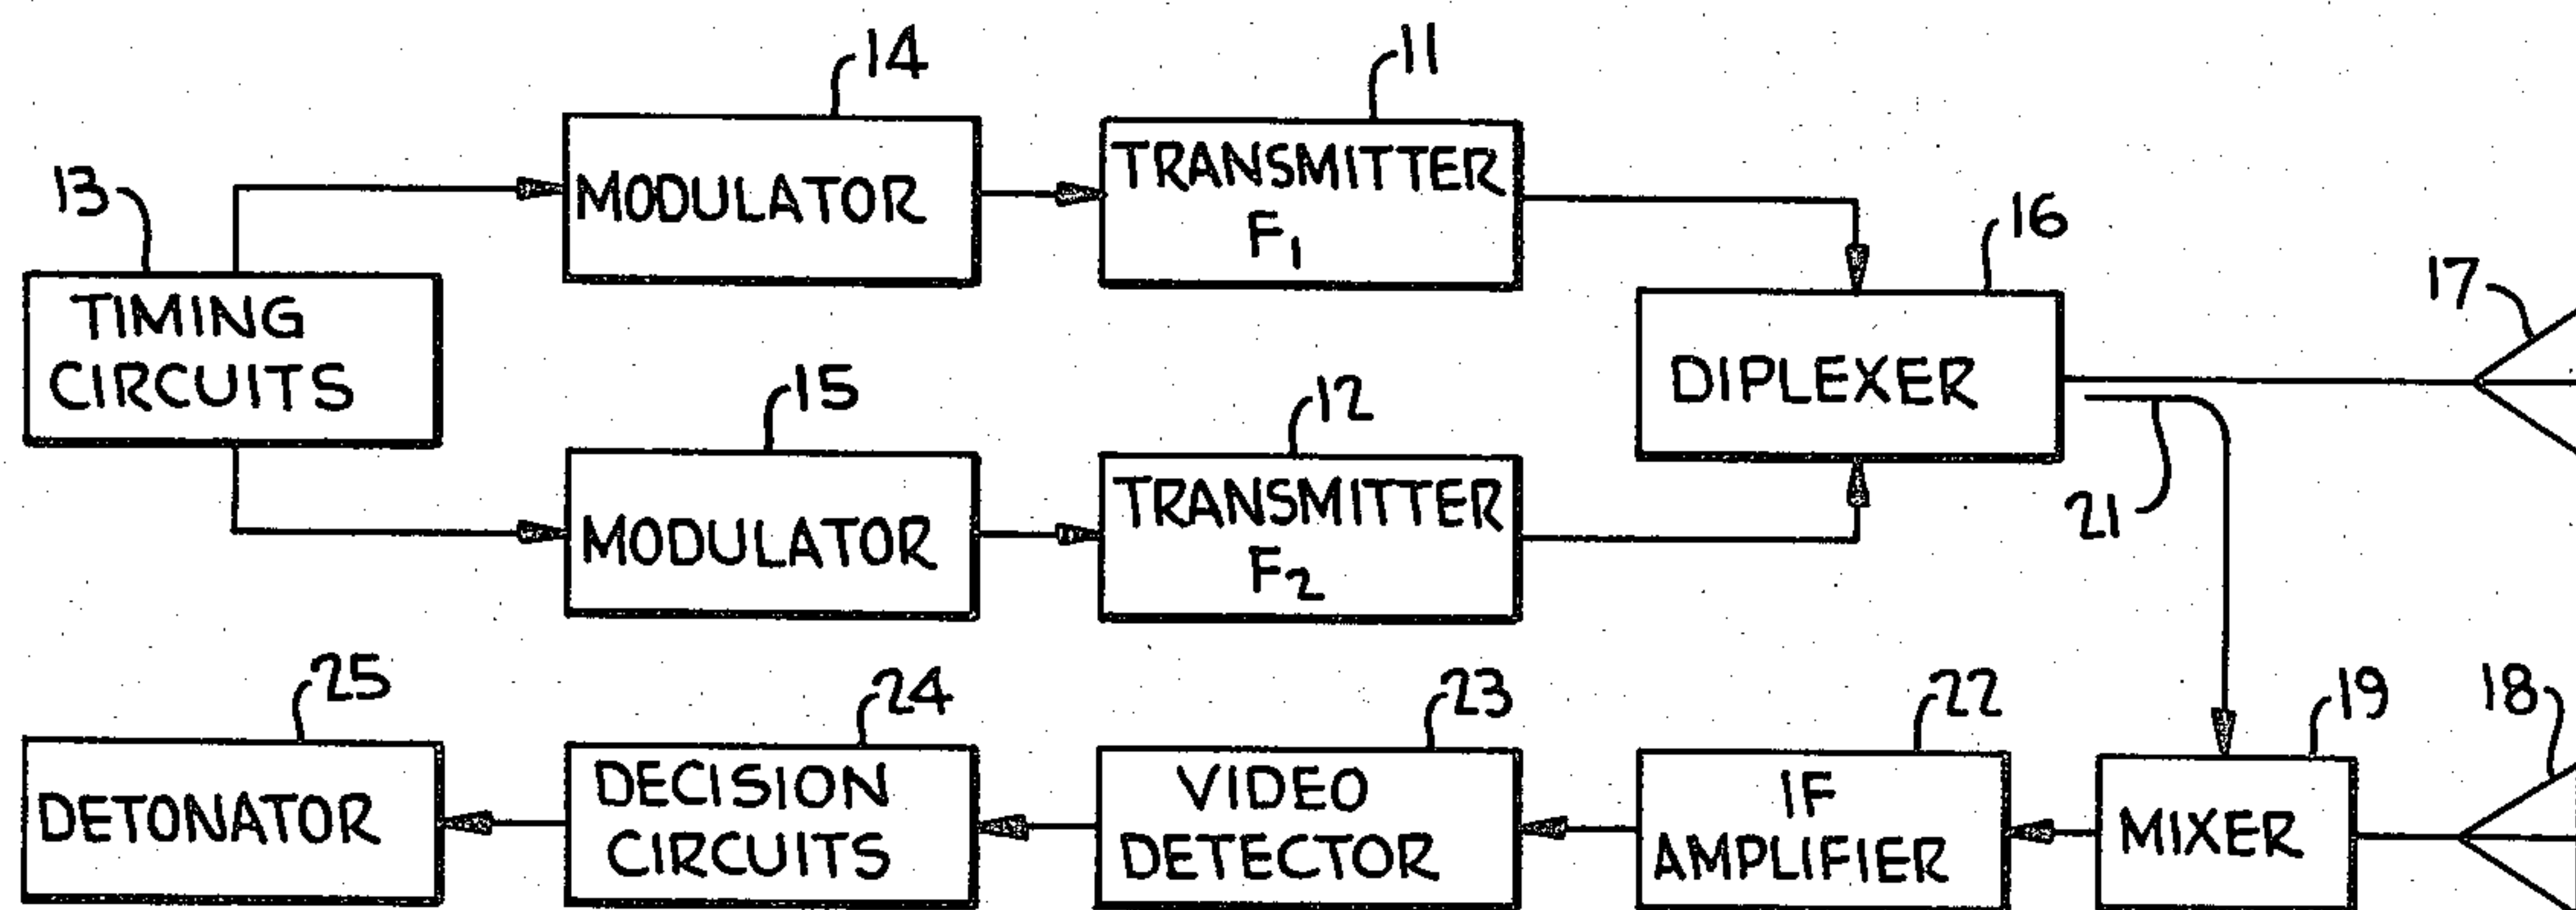 14
11
13
MODULATOR
TRANSMITTER
F1
16
17
TIMING
CIRCUITS
15
12
DIPLEXER
MODULATOR
TRANSMITTER
F2
21
25
24
23
22
19
18
DETONATOR
DECISION
CIRCUITS
VIDEO
DETECTOR
IF
AMPLIFIER
MIXER